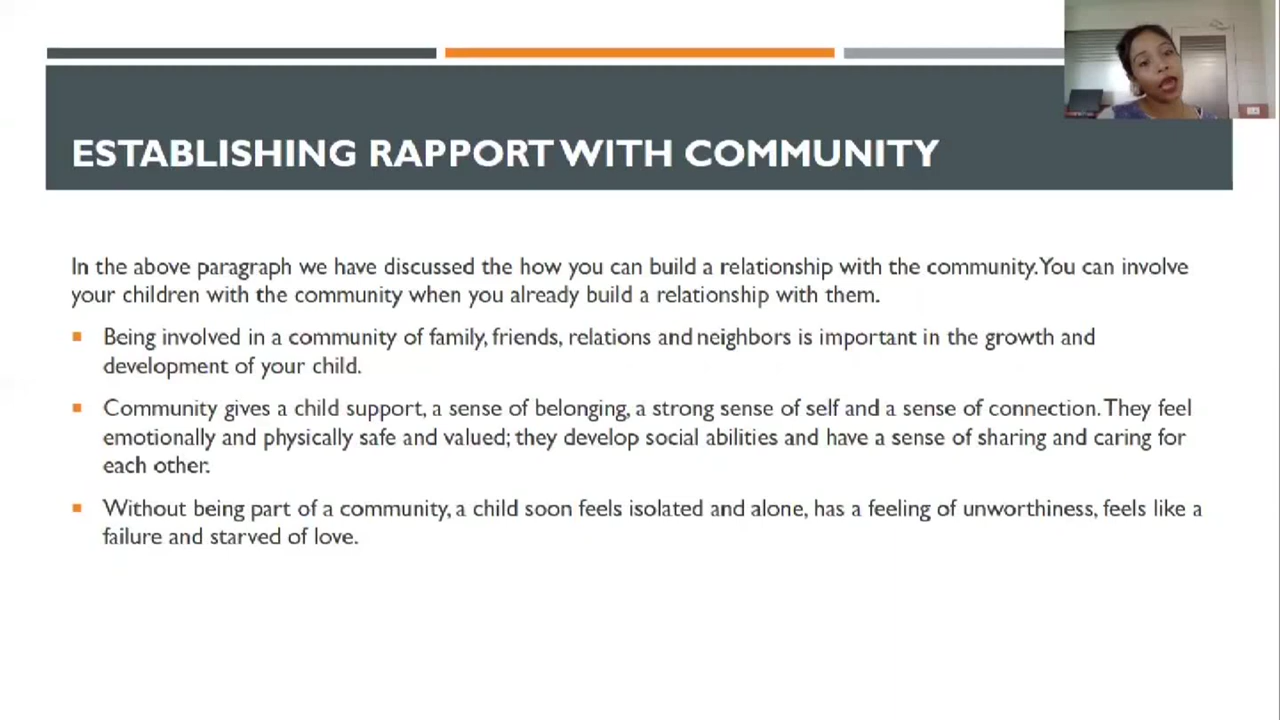 ESTABLISHING RAPPORT WITH COMMUNITY
In the above paragraph we have discussed the how you can build a relationship with the community. You can involve
your children with the community when you already build a relationship with them.
Being involved in a community of family, friends, relations and neighbors is important in the growth and
development of your child.
Community gives a child support, a sense of belonging, a strong sense of self and a sense of connection. They feel
emotionally and physically safe and valued; they develop social abilities and have a sense of sharing and caring for
each other.
Without being part of a community, a child soon feels isolated and alone, has a feeling of unworthiness, feels like a
failure and starved of love.